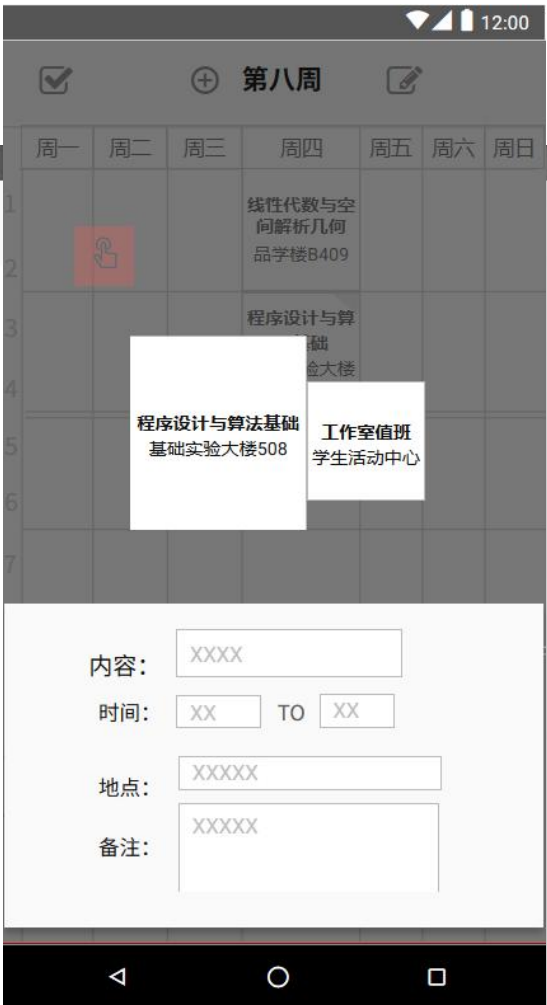 12:00
第八周
周一 周二 周三 周四 周五 周六 周日
1
线性代数与空
间解析几何
品学楼B409
2
3
程序设计与算
基础
验大楼
4
程序设计与算法基础
基础实验大楼508
工作室值班
学生活动中心
5
6
7
内容： XXXX
时间： XX TO XX
地点： XXXXX
备注： XXXXX